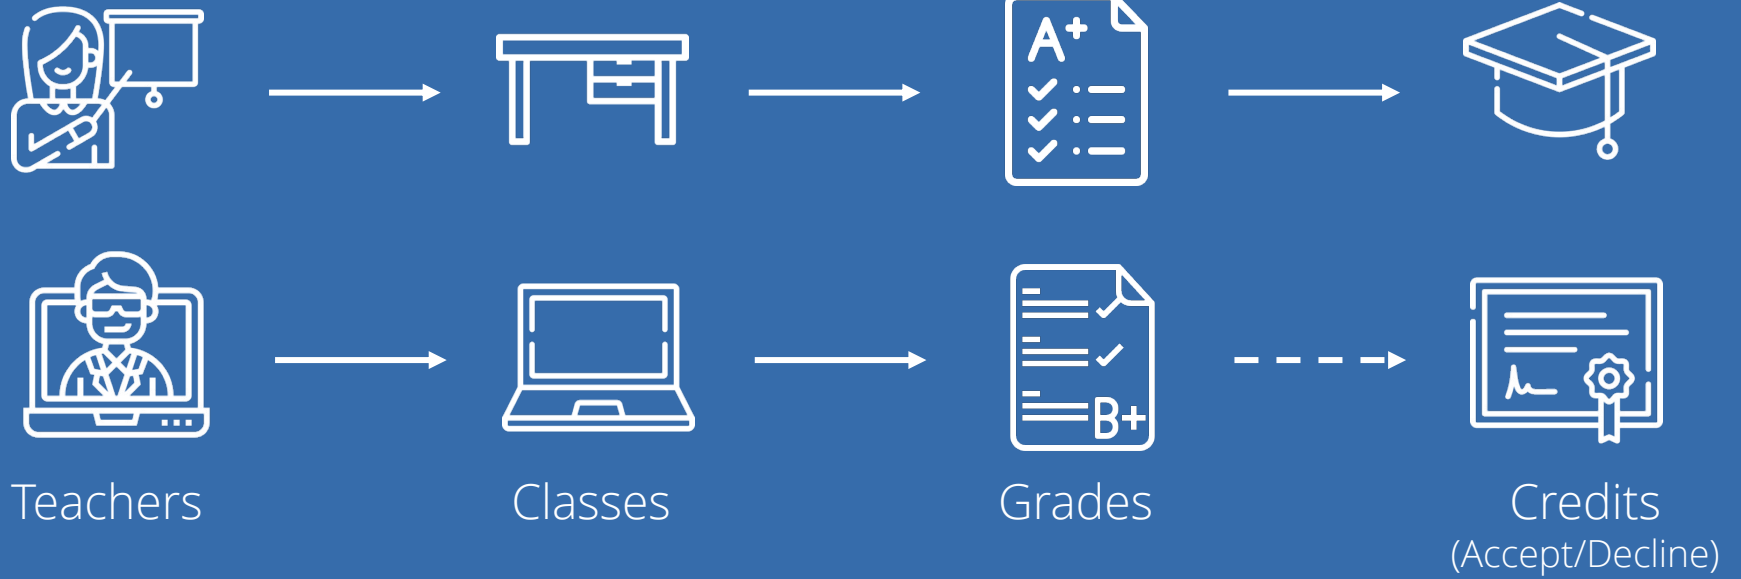 A+
B+
Teachers
Classes
Grades
Credits
(Accept/Decline)